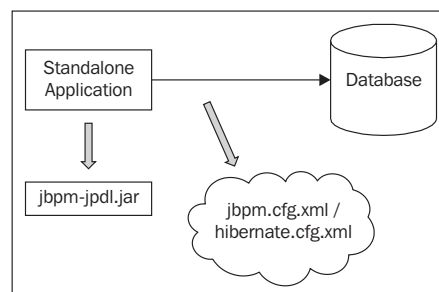 Standalone
Application
Database
jbpm-jpdl.jar
jbpm.cfg.xml /
hibernate.cfg.xml